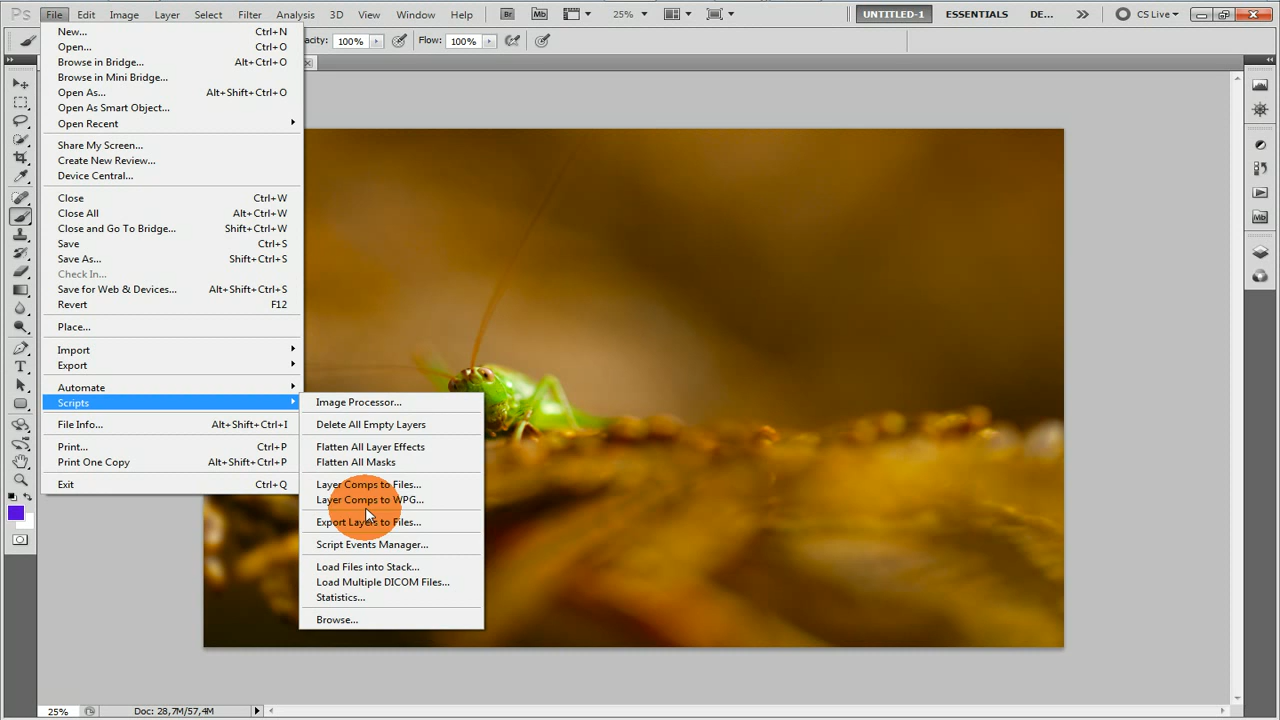 Ps File Edit Image Layer Select Filter Analysis 3D View Window Help Br Mb 25% UNTITLED-1 ESSENTIALS DE... CS Live
acity: 100% Flow: 100%
New... Ctrl+N
Open... Ctrl+O
Browse in Bridge... Alt+Ctrl+O
Browse in Mini Bridge...
Open As... Alt+Shift+Ctrl+O
Open As Smart Object...
Open Recent
Share My Screen...
Create New Review...
Device Central...
Close Ctrl+W
Close All Alt+Ctrl+W
Close and Go To Bridge... Shift+Ctrl+W
Save Ctrl+S
Save As... Shift+Ctrl+S
Check In...
Save for Web & Devices... Alt+Shift+Ctrl+S
Revert F12
Place...
Import
Export
Automate
Scripts
File Info... Alt+Shift+Ctrl+I
Print... Ctrl+P
Print One Copy Alt+Shift+Ctrl+P
Exit Ctrl+Q
Image Processor...
Delete All Empty Layers
Flatten All Layer Effects
Flatten All Masks
Layer Comps to Files...
Layer Comps to WPG...
Export Layers to Files...
Script Events Manager...
Load Files into Stack...
Load Multiple DICOM Files...
Statistics...
Browse...
Mb
25% Doc: 28,7M/57,4M